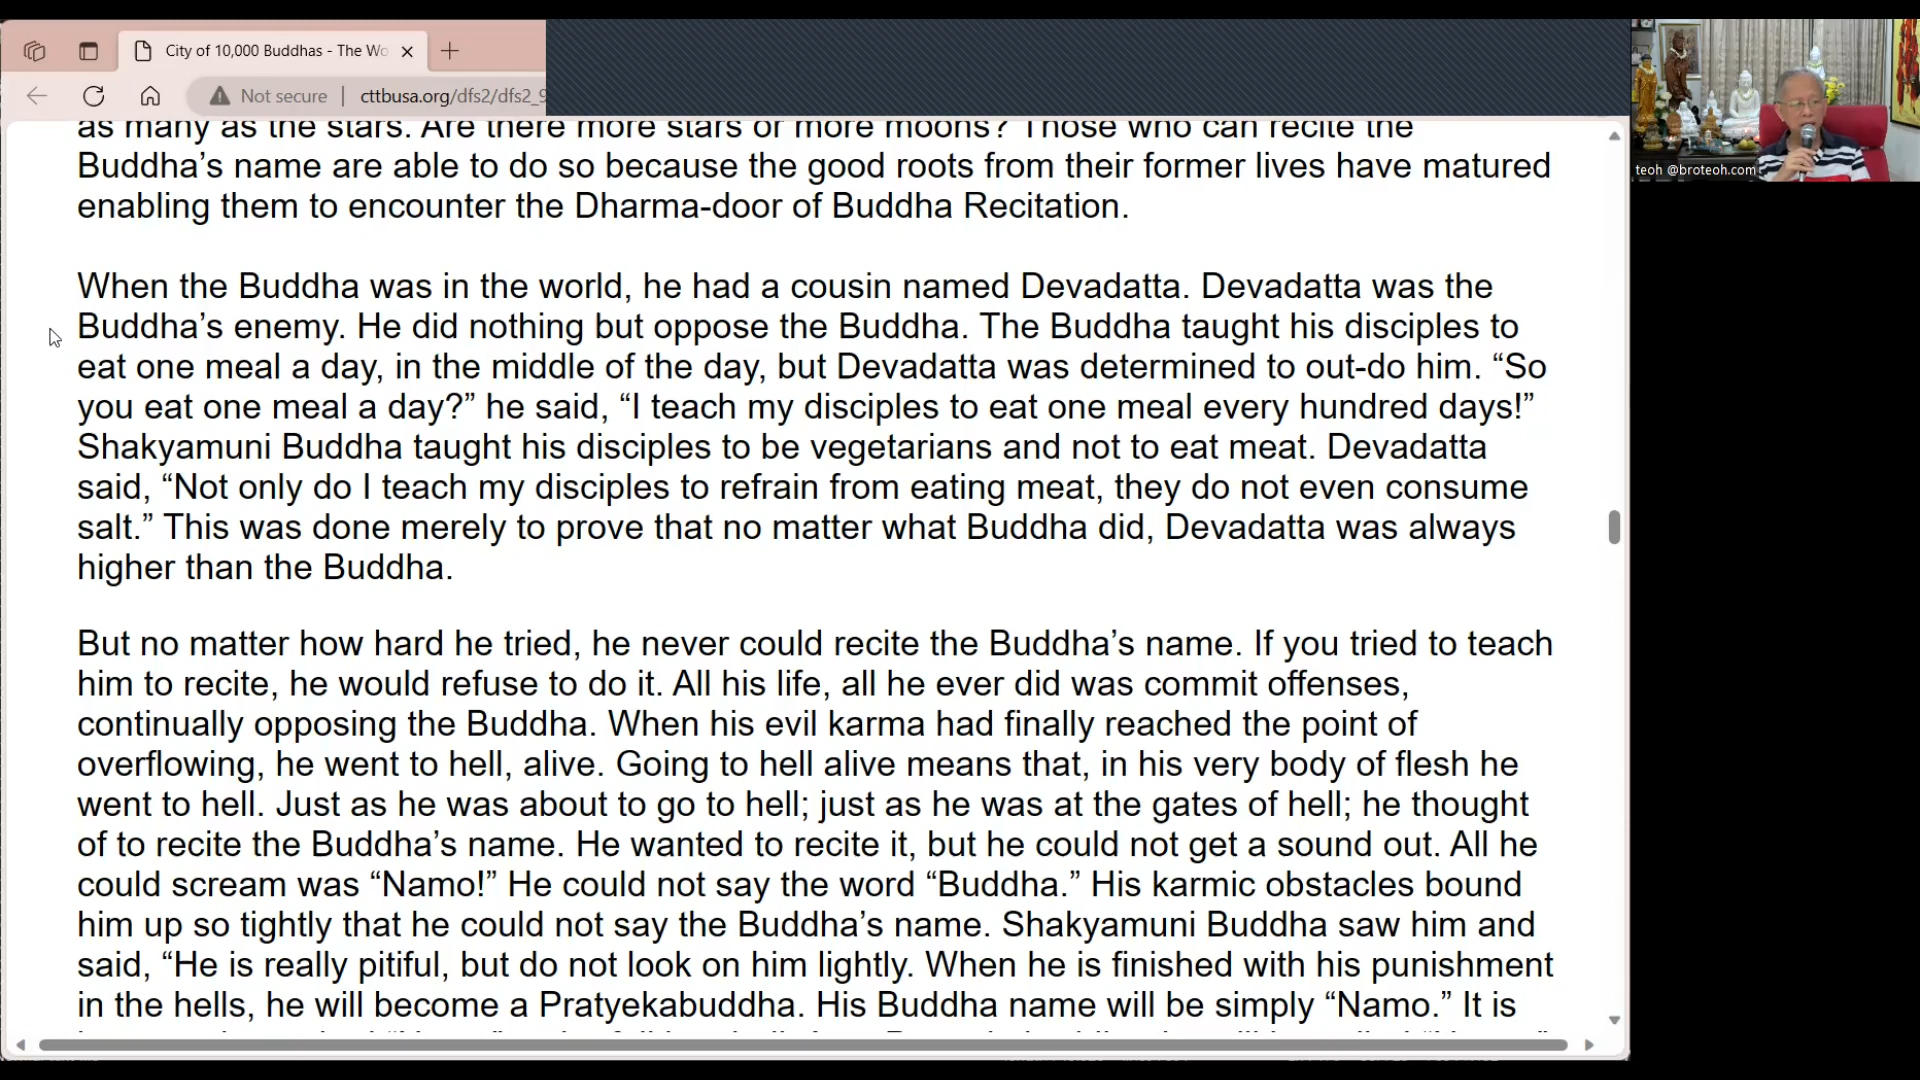 City of 10,000 Buddhas - The Wo
Not secure | cttbusa.org/dfs2/dfs2_9
as many as the stars. Are there more stars or more moons? Those who can recite the
Buddha’s name are able to do so because the good roots from their former lives have matured
enabling them to encounter the Dharma-door of Buddha Recitation.
When the Buddha was in the world, he had a cousin named Devadatta. Devadatta was the
Buddha’s enemy. He did nothing but oppose the Buddha. The Buddha taught his disciples to
eat one meal a day, in the middle of the day, but Devadatta was determined to out-do him. “So
you eat one meal a day?” he said, “I teach my disciples to eat one meal every hundred days!”
Shakyamuni Buddha taught his disciples to be vegetarians and not to eat meat. Devadatta
said, “Not only do I teach my disciples to refrain from eating meat, they do not even consume
salt.” This was done merely to prove that no matter what Buddha did, Devadatta was always
higher than the Buddha.
But no matter how hard he tried, he never could recite the Buddha’s name. If you tried to teach
him to recite, he would refuse to do it. All his life, all he ever did was commit offenses,
continually opposing the Buddha. When his evil karma had finally reached the point of
overflowing, he went to hell, alive. Going to hell alive means that, in his very body of flesh he
went to hell. Just as he was about to go to hell; just as he was at the gates of hell; he thought
of to recite the Buddha’s name. He wanted to recite it, but he could not get a sound out. All he
could scream was “Namo!” He could not say the word “Buddha.” His karmic obstacles bound
him up so tightly that he could not say the Buddha’s name. Shakyamuni Buddha saw him and
said, “He is really pitiful, but do not look on him lightly. When he is finished with his punishment
in the hells, he will become a Pratyekabuddha. His Buddha name will be simply “Namo.” It is
teoh @broteoh.com